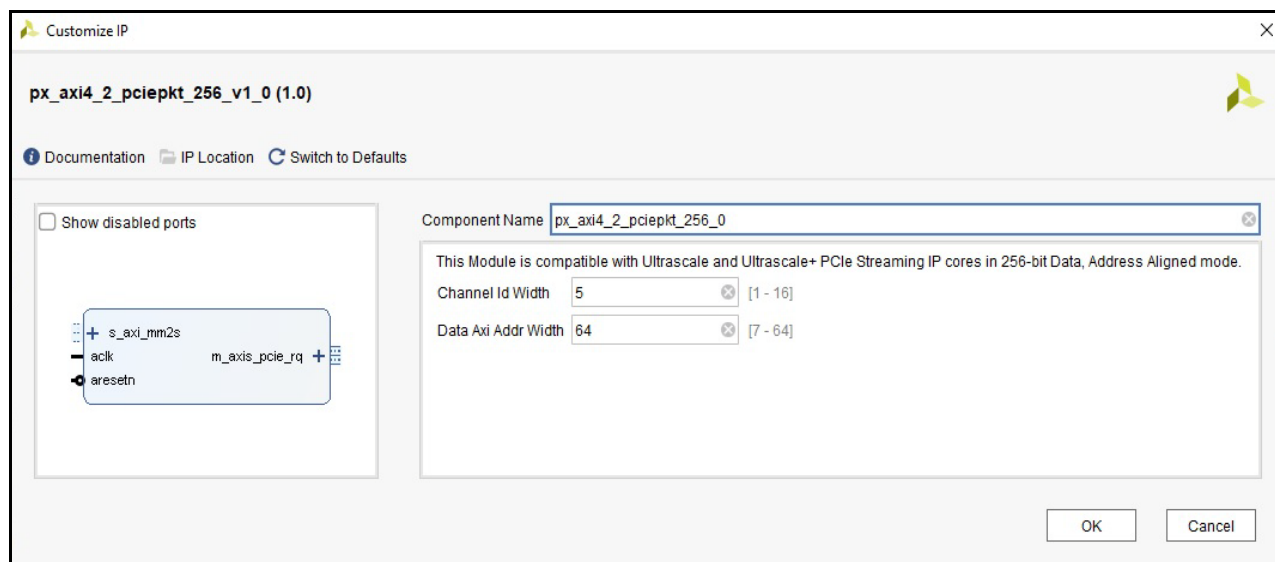 Customize IP
px_axi4_2_pciepkt_256_v1_0 (1.0)
Documentation IP Location Switch to Defaults
Show disabled ports
s_axi_mm2s
aclk
m_axis_pcie_rq
aresetn
Component Name px_axi4_2_pciepkt_256_0
This Module is compatible with Ultrascale and Ultrascale+ PCIe Streaming IP cores in 256-bit Data, Address Aligned mode.
Channel Id Width 5 [1 - 16]
Data Axi Addr Width 64 [7 - 64]
OK Cancel